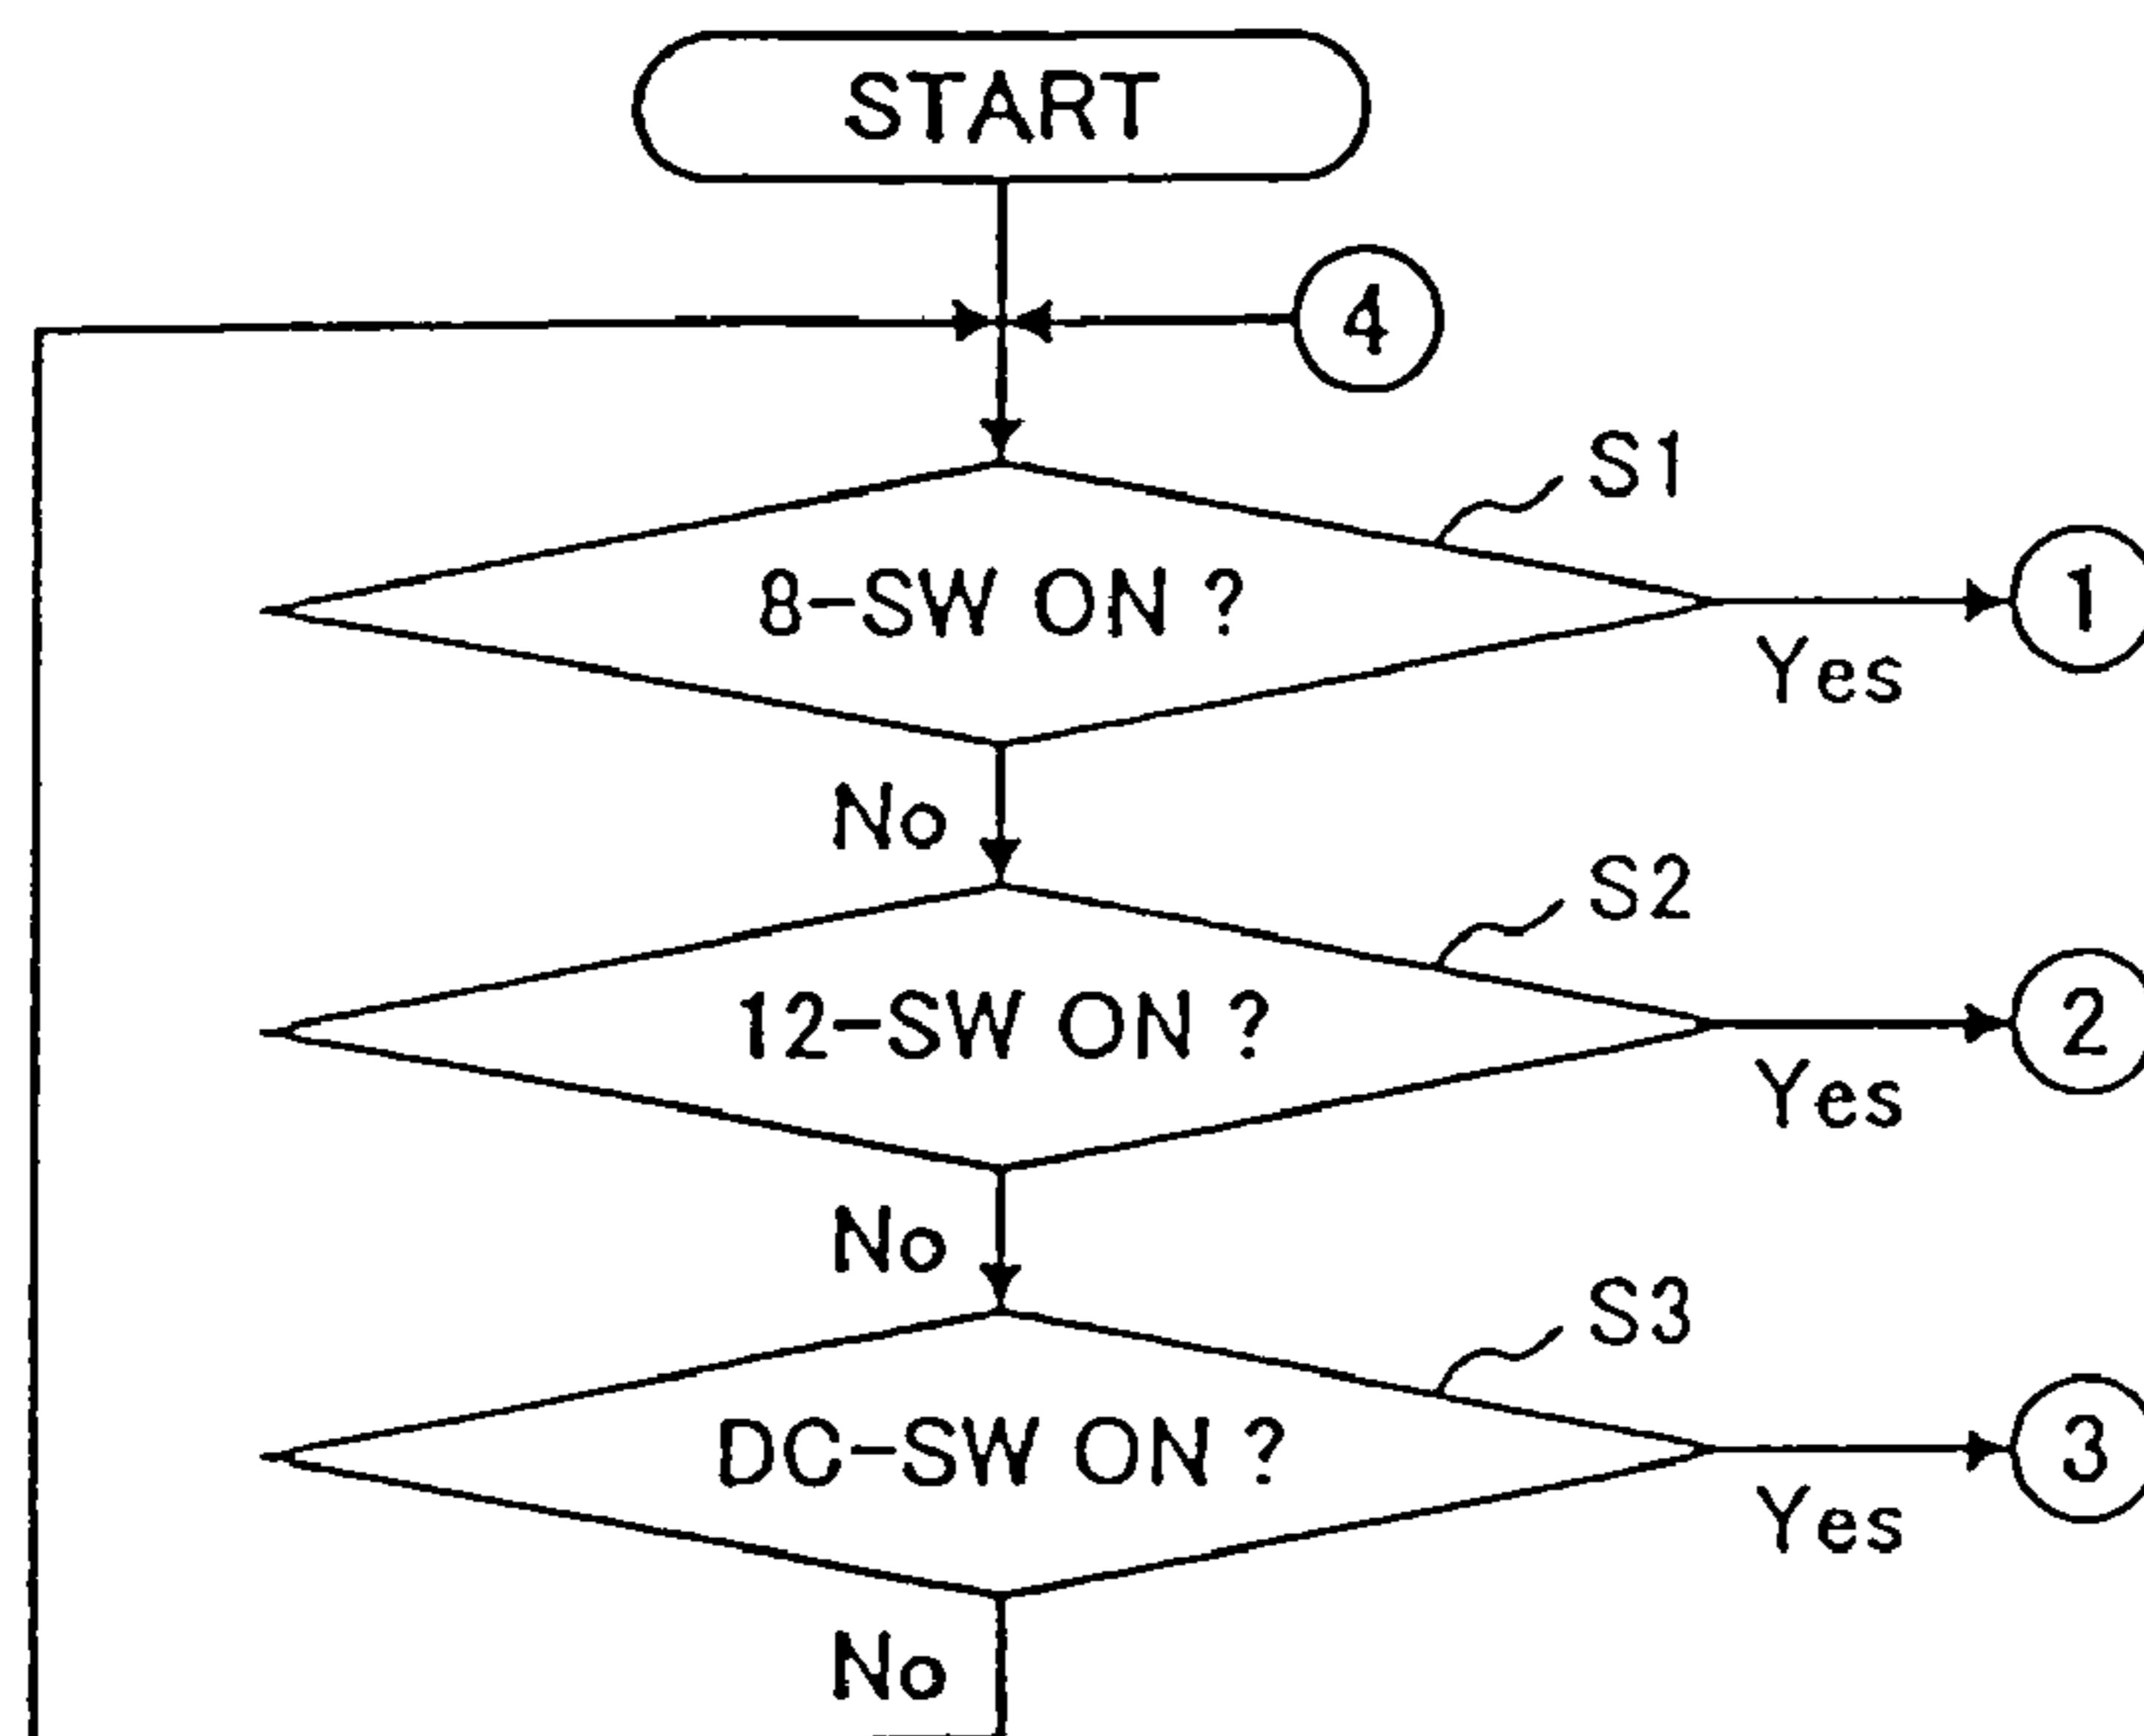 START
4
S1
8-SW ON ?
1
Yes
No
S2
12-SW ON ?
2
Yes
No
S3
DC-SW ON ?
3
Yes
No